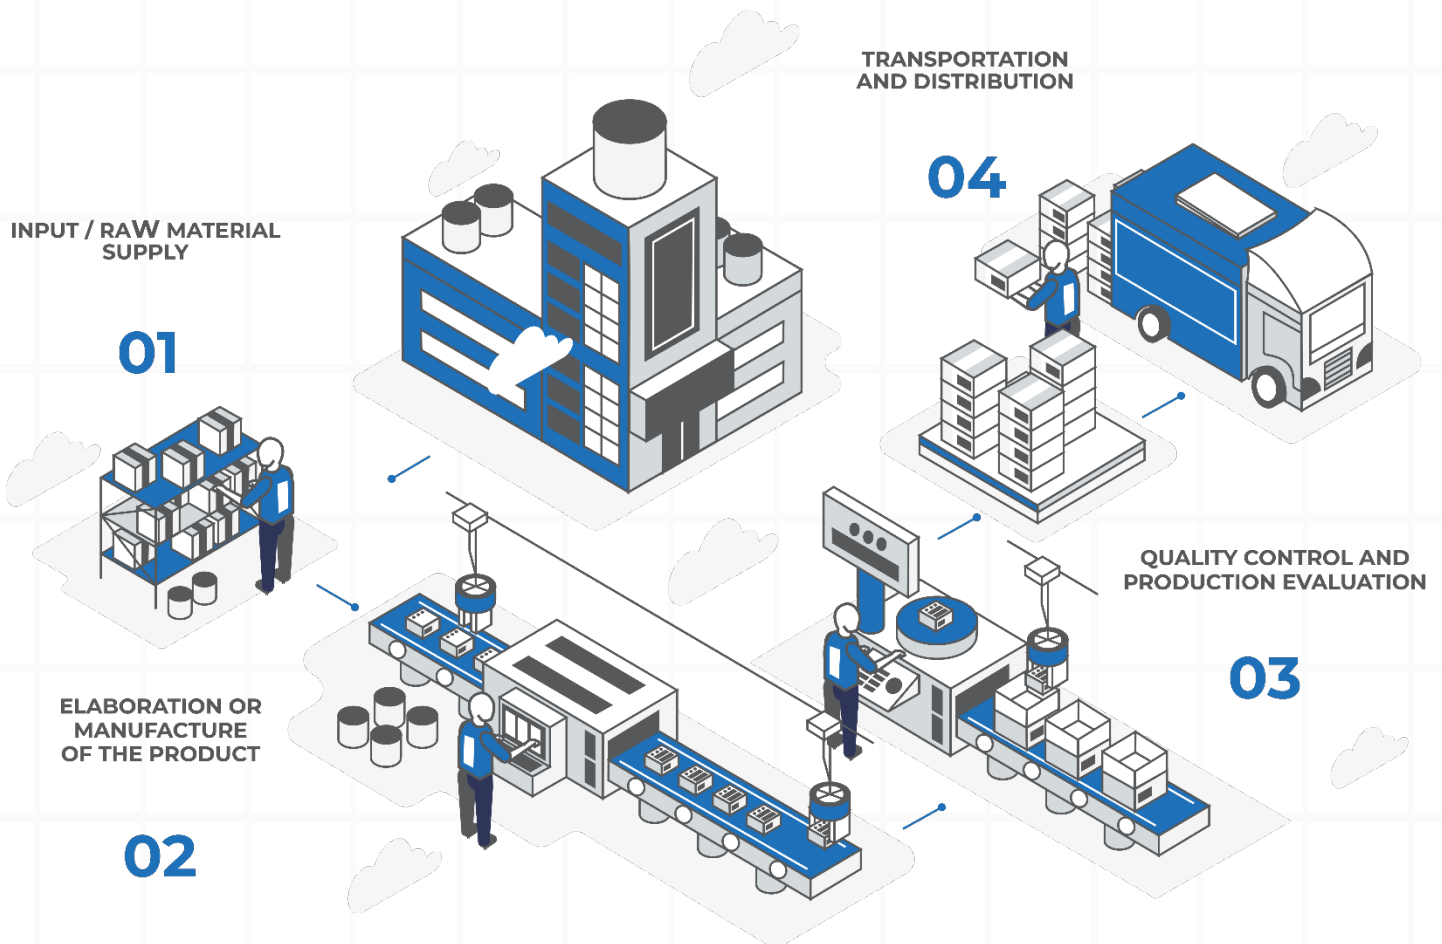 INPUT / RAW MATERIAL
SUPPLY
01
ELABORATION OR
MANUFACTURE
OF THE PRODUCT
02
QUALITY CONTROL AND
PRODUCTION EVALUATION
03
TRANSPORTATION
AND DISTRIBUTION
04